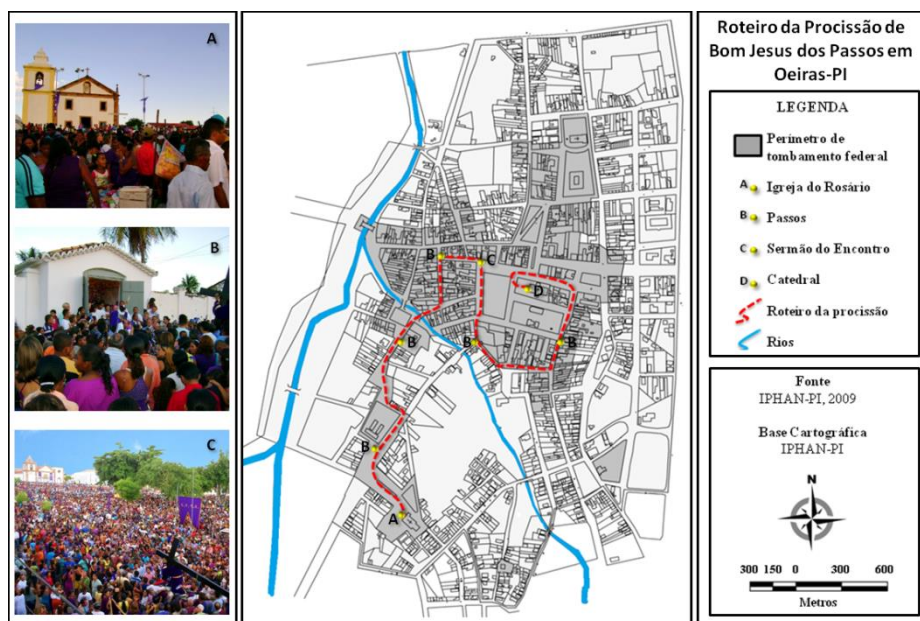 A
B
C
B
C
D
B
B
B
B
A
Roteiro da Procissão de
Bom Jesus dos Passos em
Oeiras-PI
LEGENDA
Perímetro de
tombamento federal
A Igreja do Rosário
B Passos
C Sermão do Encontro
D Catedral
Roteiro da procissão
Rios
Fonte
IPHAN-PI, 2009
Base Cartográfica
IPHAN-PI
N
300 150 0 300 600
Metros